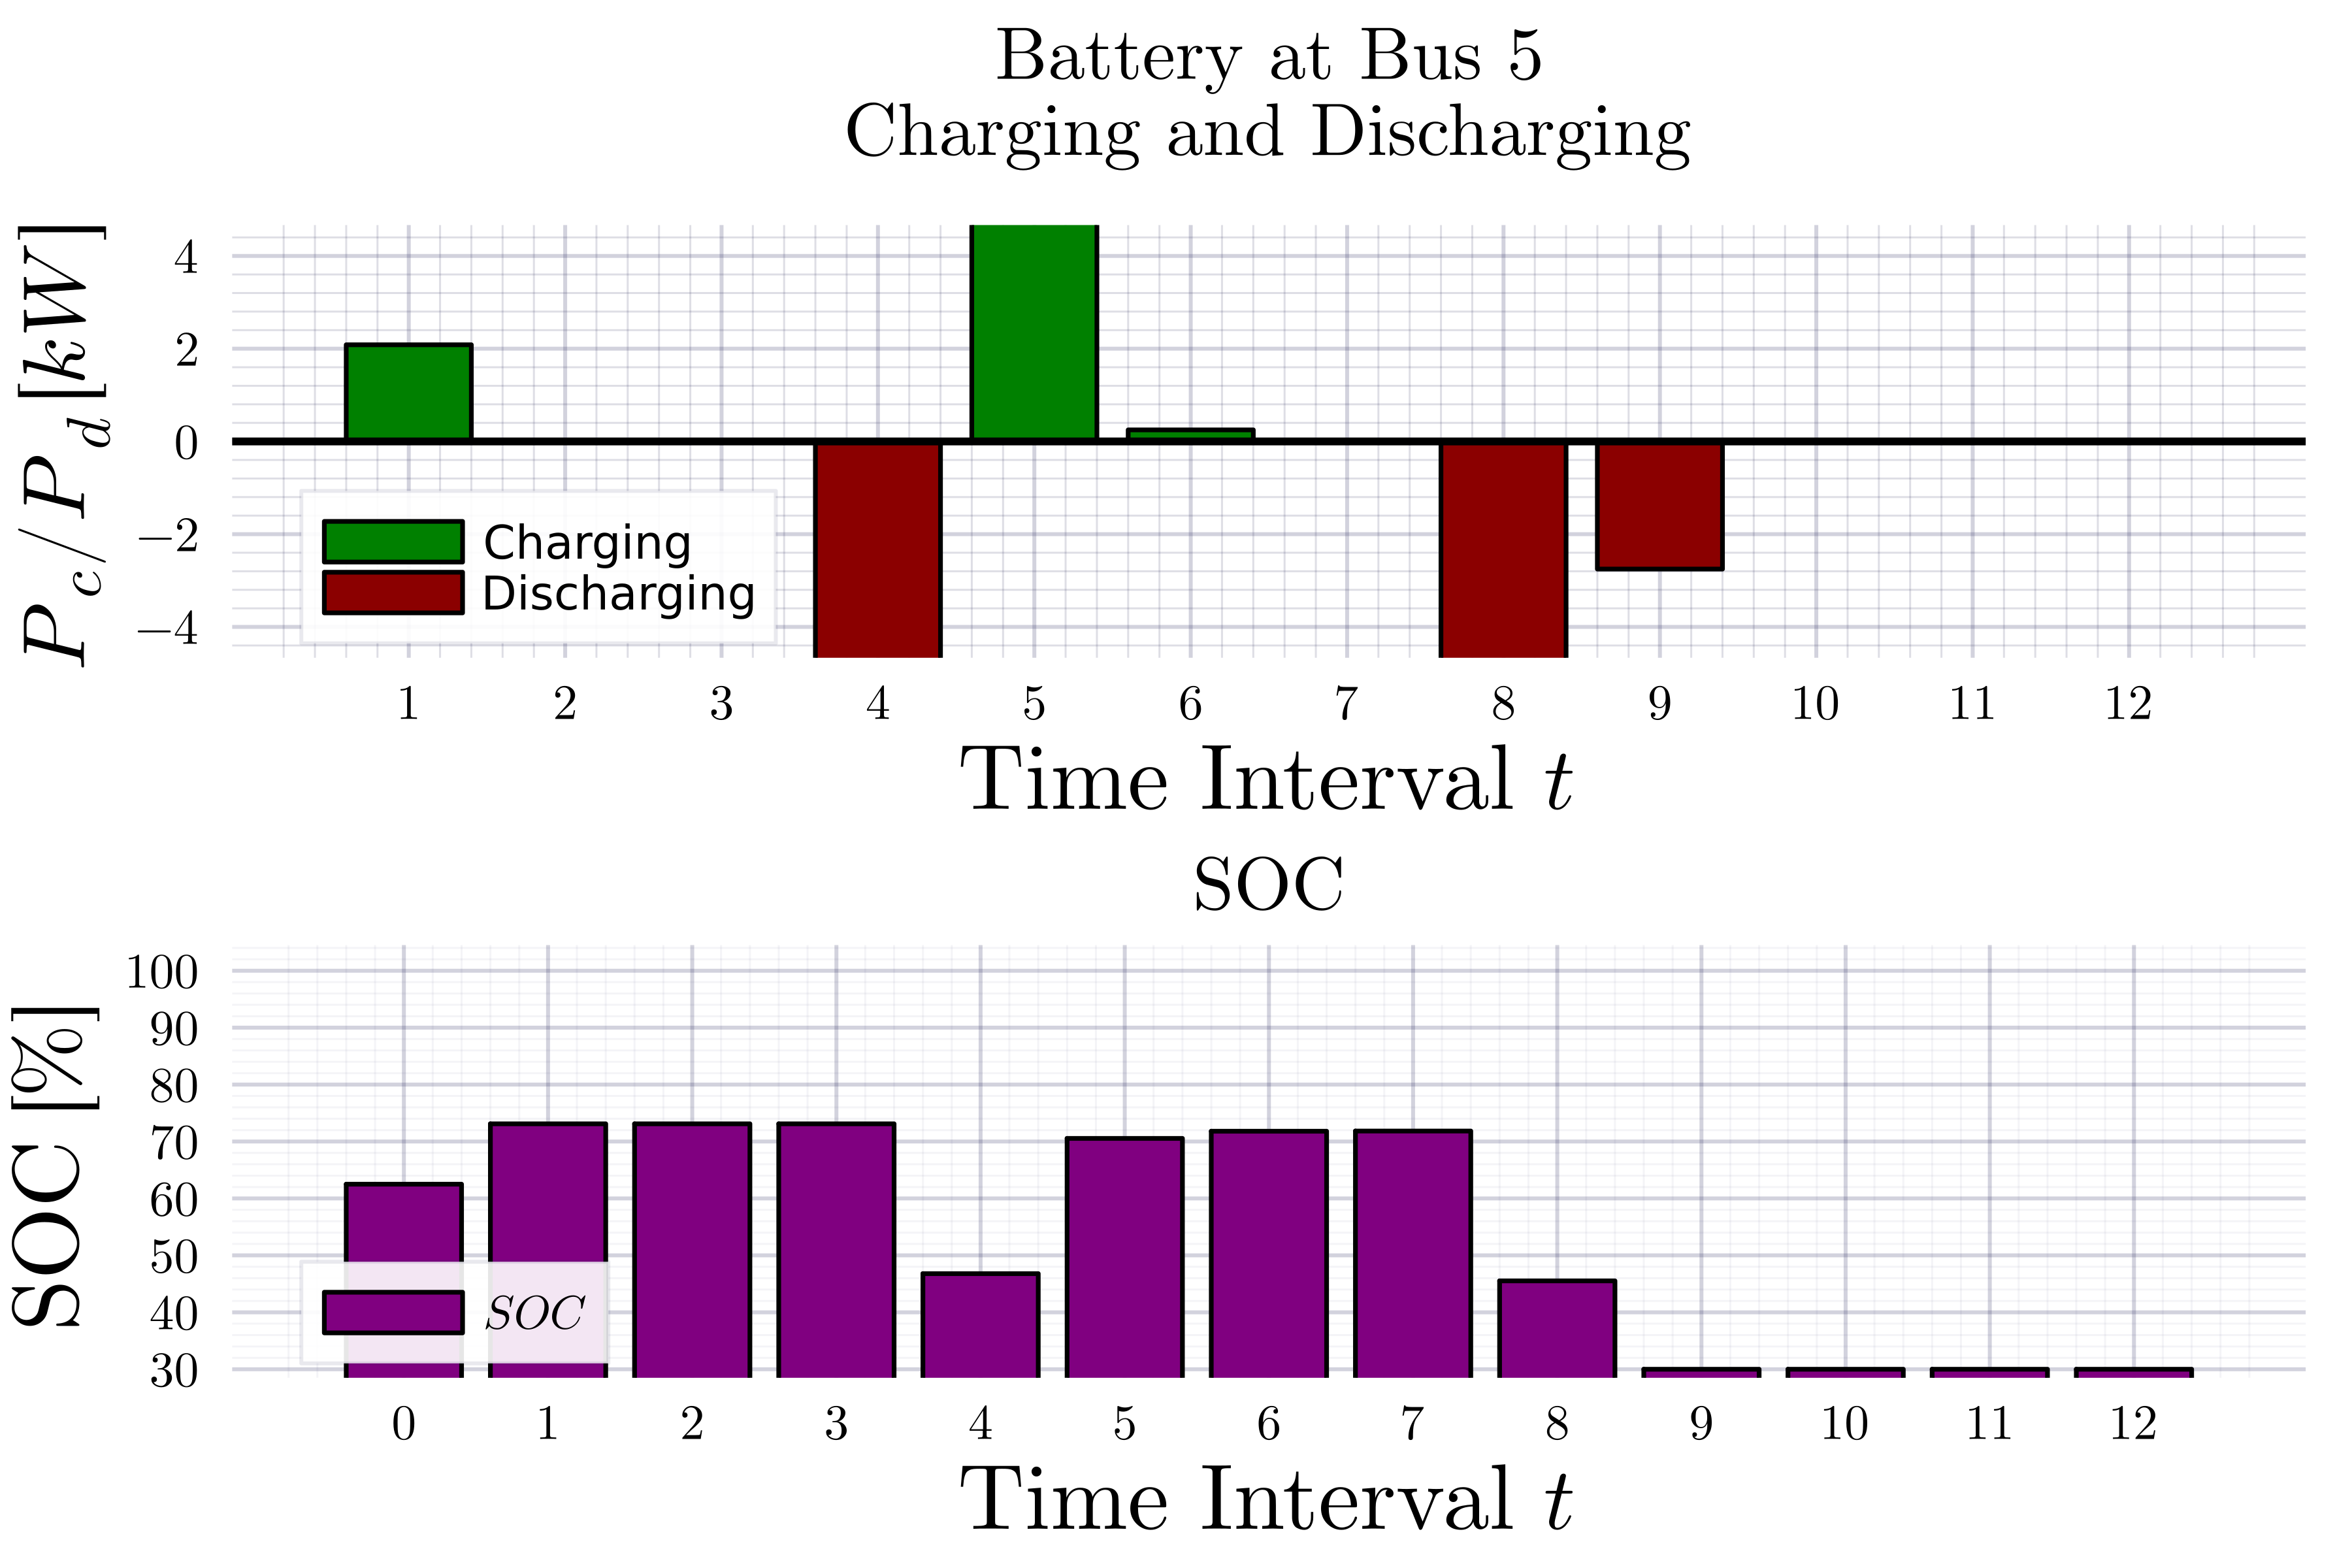 Battery at Bus 5
Charging and Discharging
P_c/P_d [kW]
4
2
0
−2
−4
Charging
Discharging
1 2 3 4 5 6 7 8 9 10 11 12
Time Interval t
SOC
SOC [%]
100
90
80
70
60
50
40
30
SOC
0 1 2 3 4 5 6 7 8 9 10 11 12
Time Interval t